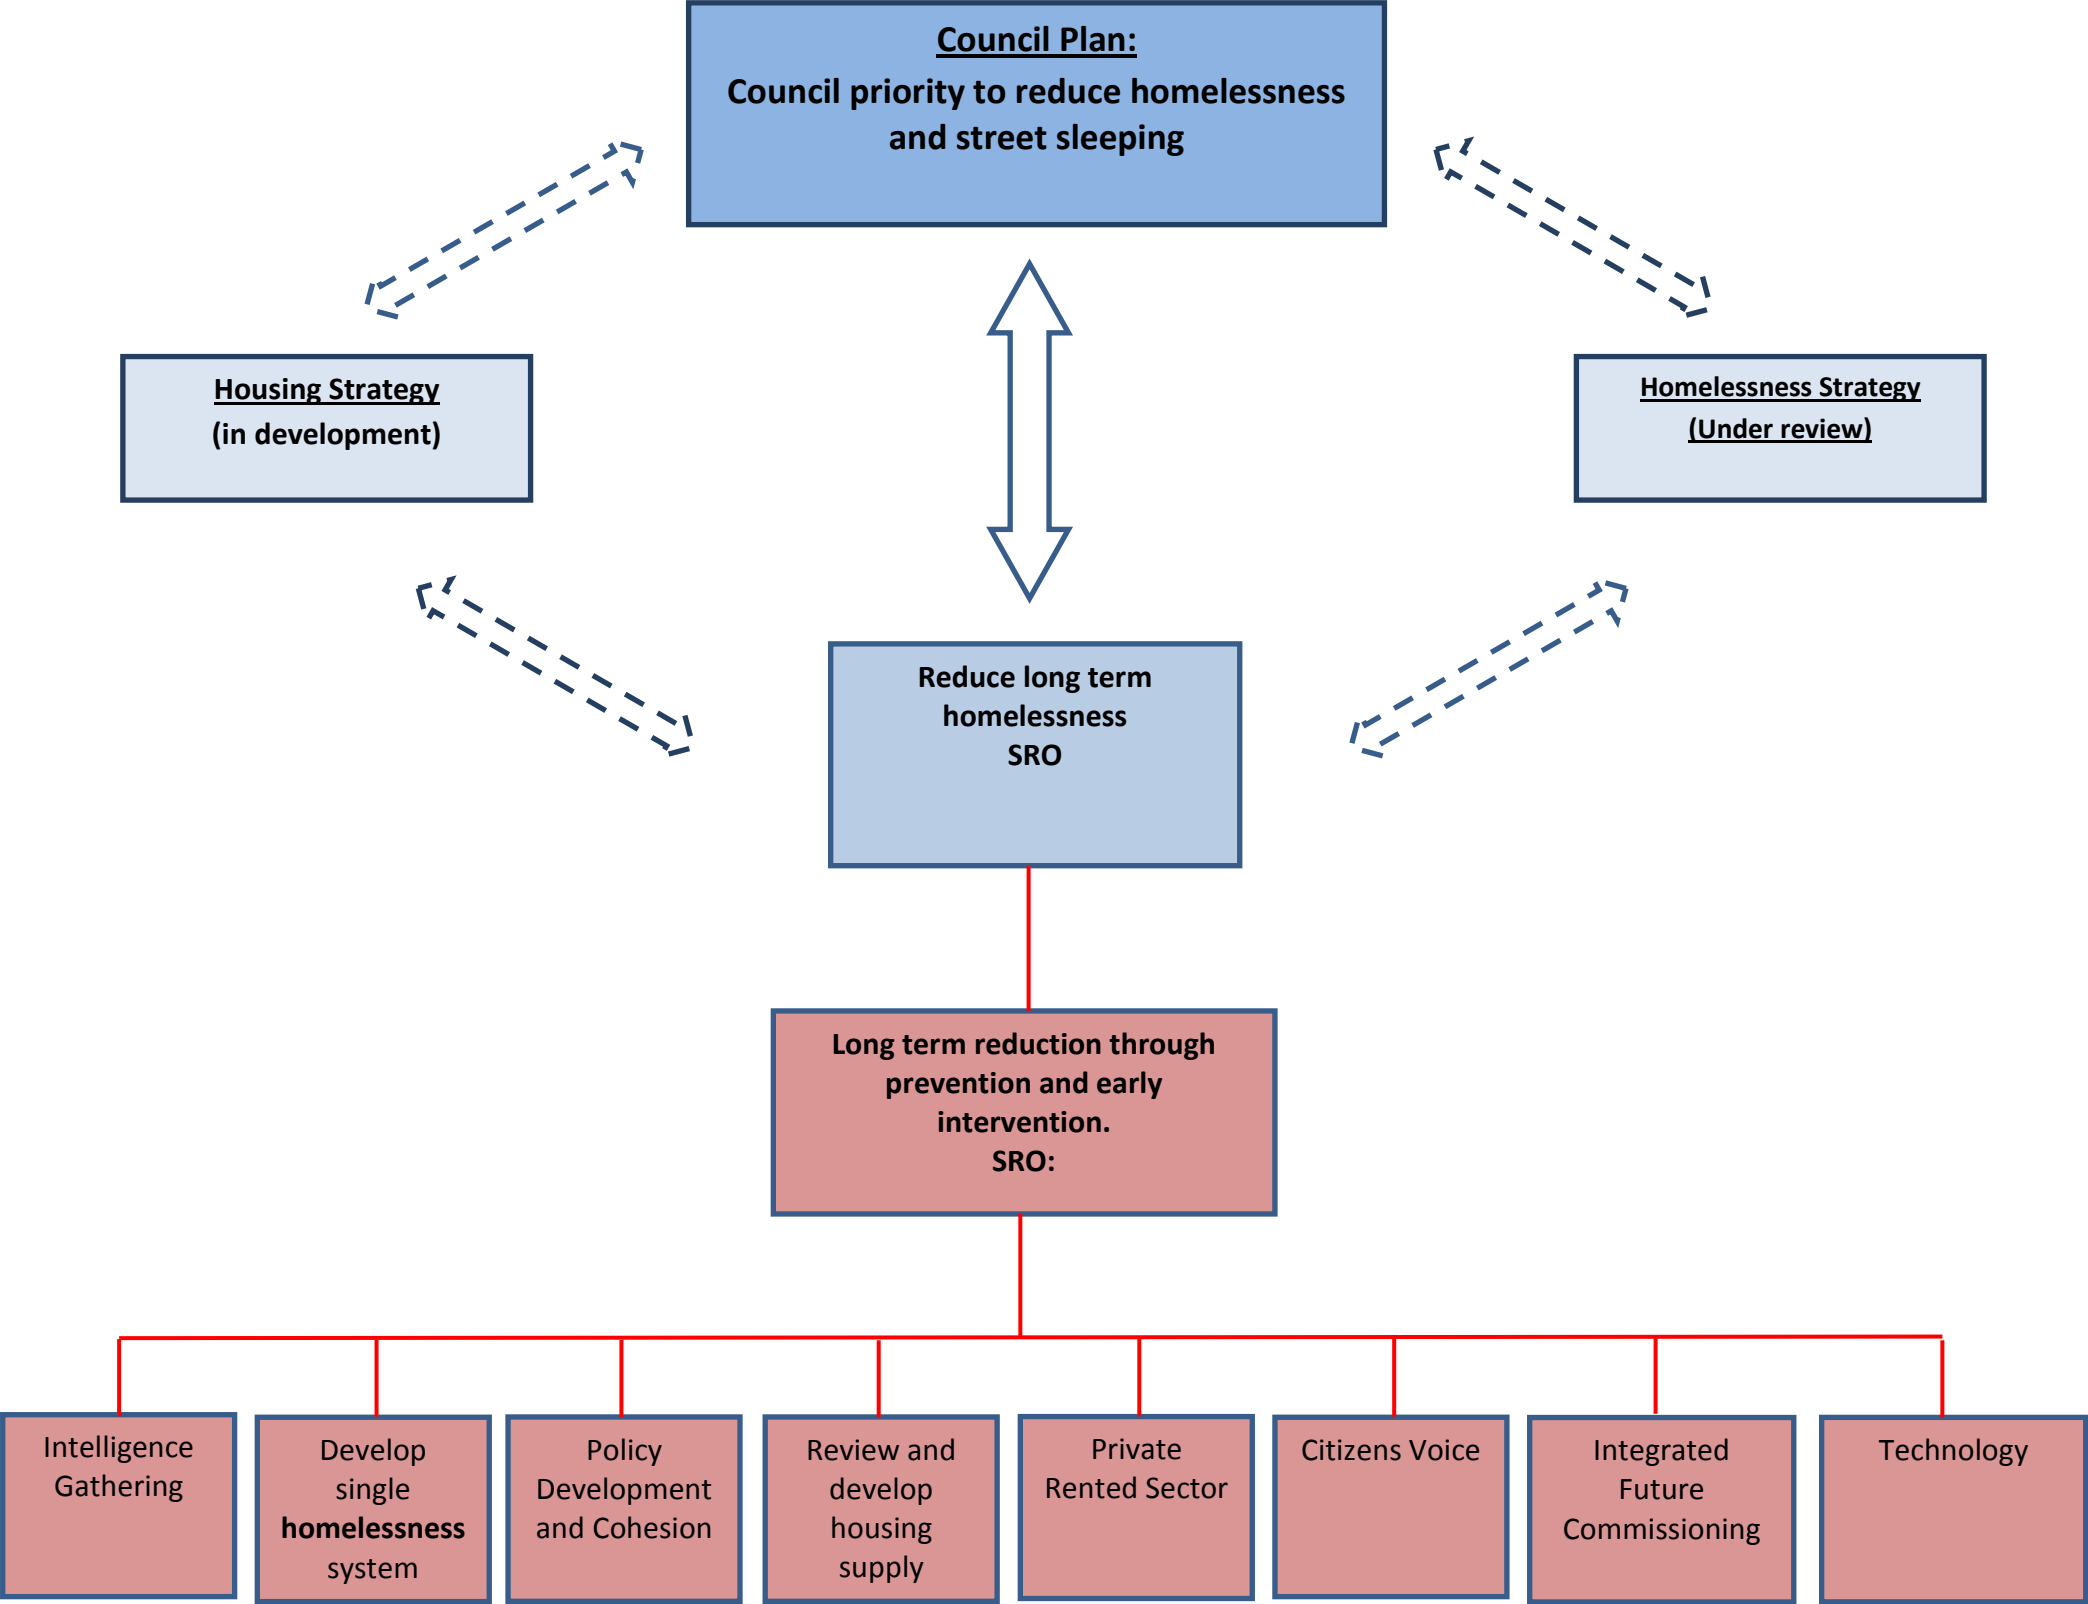 Council Plan:
Council priority to reduce homelessness
and street sleeping
Housing Strategy
(in development)
Homelessness Strategy
(Under review)
Reduce long term
homelessness
SRO
Long term reduction through
prevention and early
intervention.
SRO:
Intelligence
Gathering
Develop
single
homelessness
system
Policy
Development
and Cohesion
Review and
develop
housing
supply
Private
Rented Sector
Citizens Voice
Integrated
Future
Commissioning
Technology